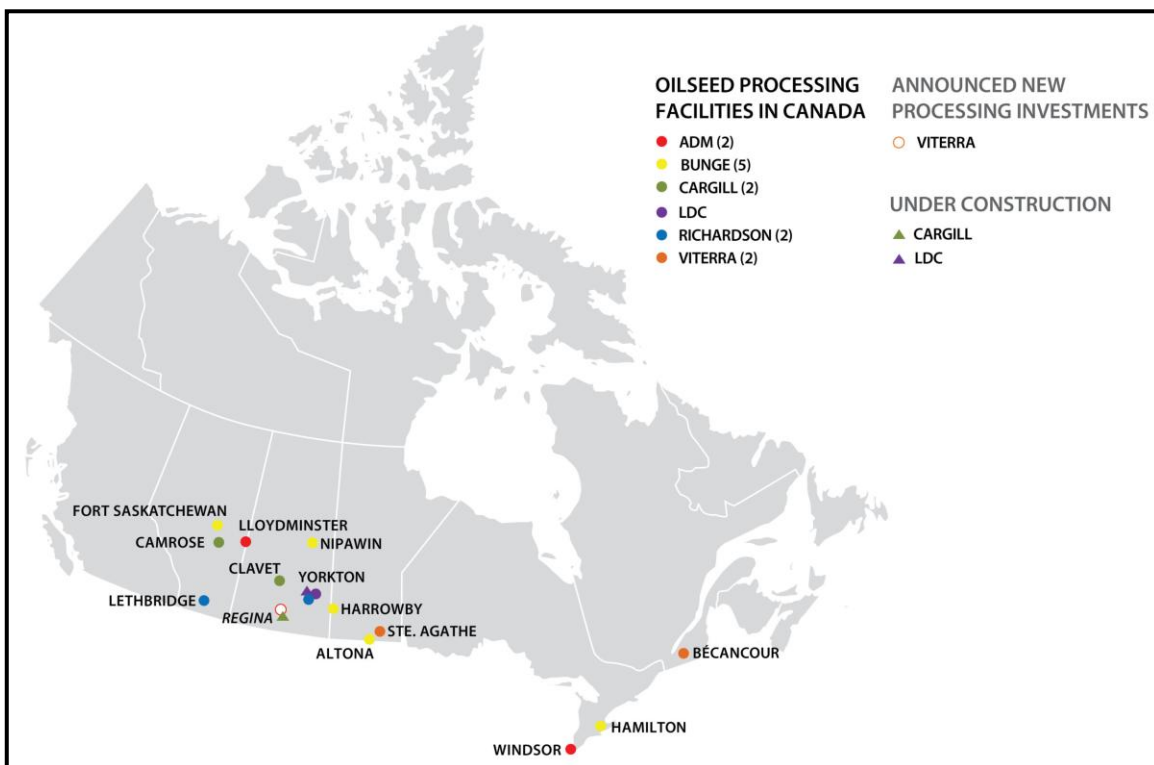 OILSEED PROCESSING
FACILITIES IN CANADA
ADM (2)
BUNGE (5)
CARGILL (2)
LDC
RICHARDSON (2)
VITERRA (2)
ANNOUNCED NEW
PROCESSING INVESTMENTS
VITERRA
UNDER CONSTRUCTION
CARGILL
LDC
FORT SASKATCHEWAN
LLOYDMINSTER
CAMROSE
NIPAWIN
CLAVET
YORKTON
LETHBRIDGE
HARROWBY
REGINA
STE. AGATHE
ALTONA
BÉCANCOUR
HAMILTON
WINDSOR